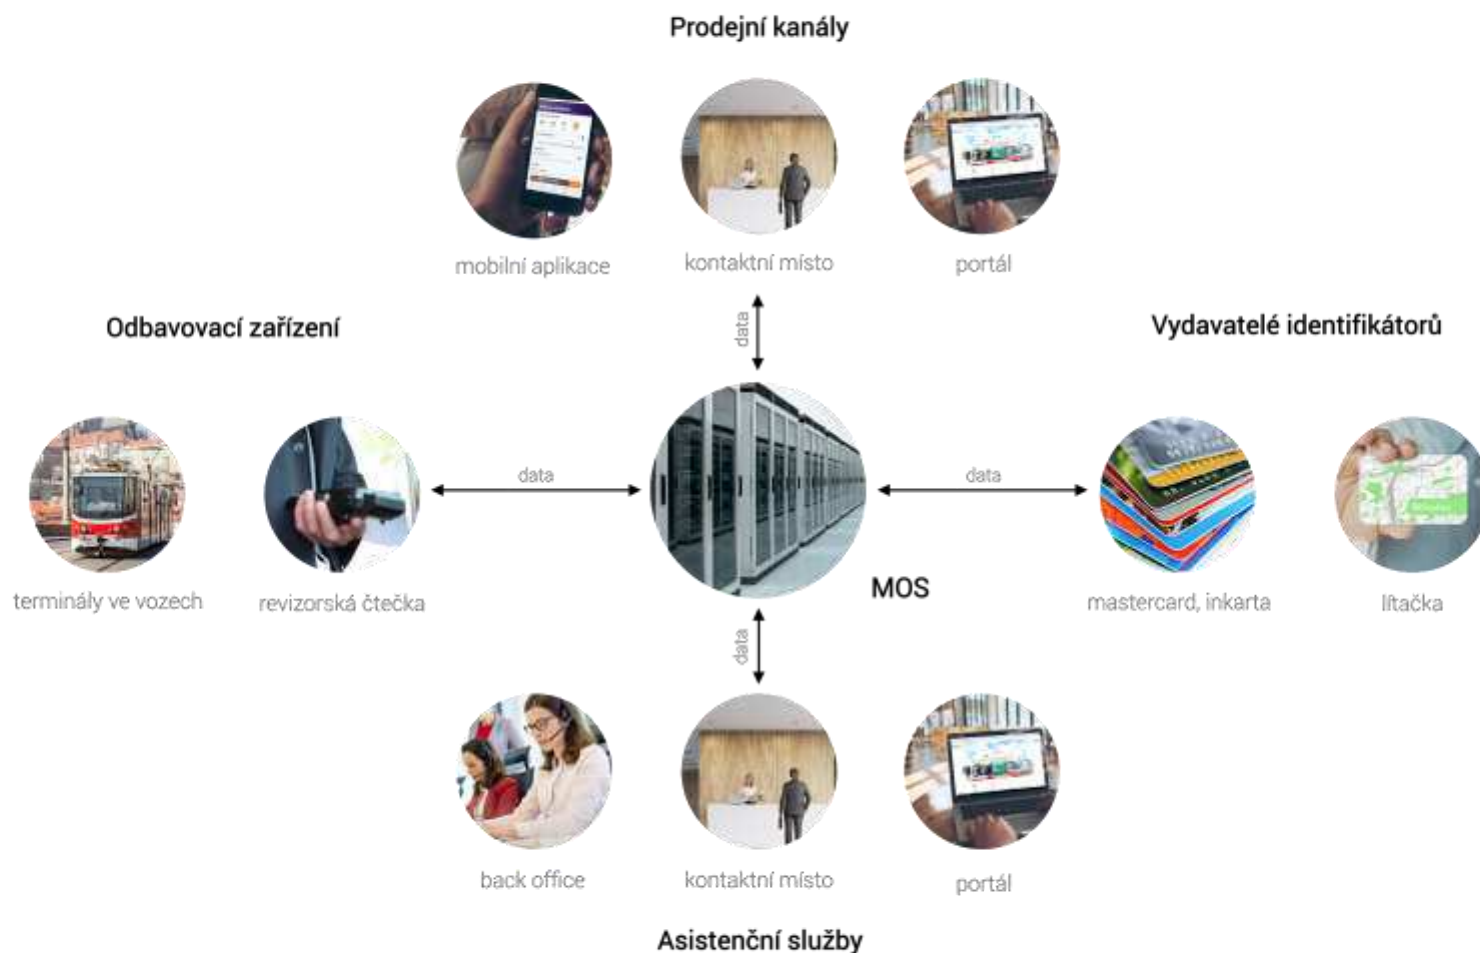 Prodejní kanály
mobilní aplikace
kontaktní místo
portál
Odbavovací zařízení
data
Vydavatelé identifikátorů
data
data
terminály ve vozech
revizorská čtečka
MOS
mastercard, inkarta
lítačka
data
back office
kontaktní místo
portál
Asistenční služby